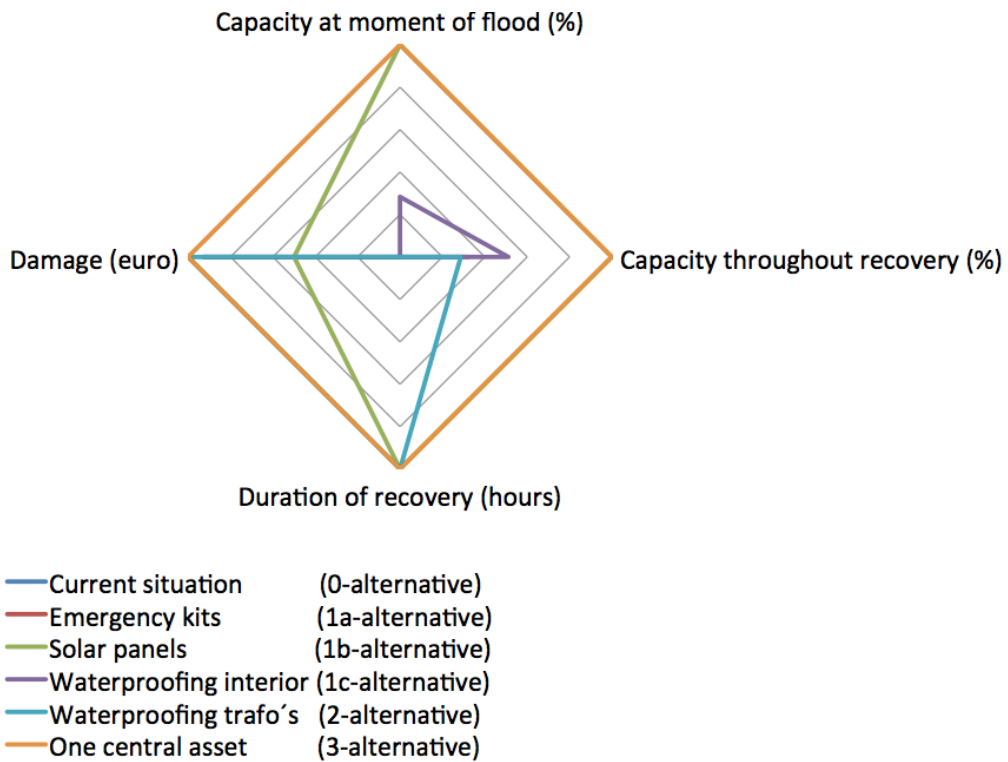 Capacity at moment of flood (%)
Damage (euro)
Capacity throughout recovery (%)
Duration of recovery (hours)
Current situation (0-alternative)
Emergency kits (1a-alternative)
Solar panels (1b-alternative)
Waterproofing interior (1c-alternative)
Waterproofing trafo´s (2-alternative)
One central asset (3-alternative)